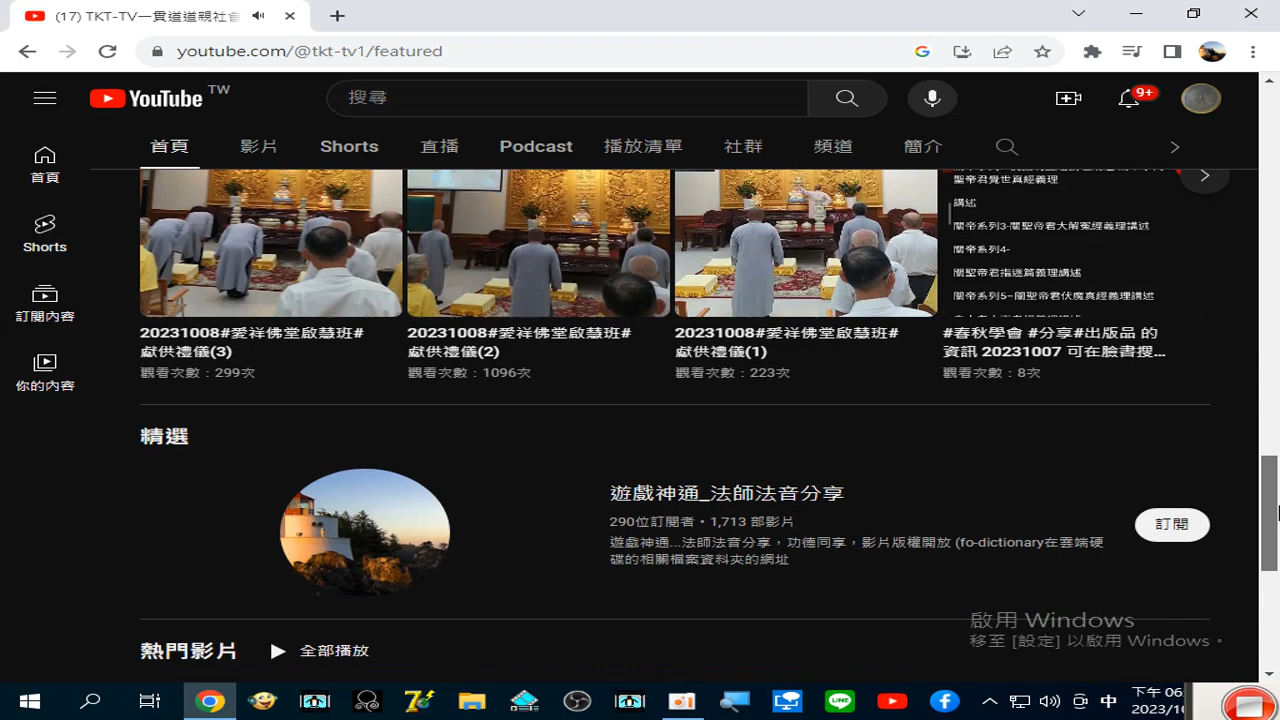 (17) TKT-TV一貫道道親社會
youtube.com/@tkt-tv1/featured
YouTube TW
搜尋
9+
首頁 影片 Shorts 直播 Podcast 播放清單 社群 頻道 簡介
首頁
Shorts
訂閱內容
你的內容
聖帝君覺世真經義理
講述
關帝系列3-關聖帝君大解冤經義理講述
關帝系列4-
關聖帝君指迷篇義理講述
關帝系列5-關聖帝君伏魔真經義理講述
20231008#愛祥佛堂啟慧班#
獻供禮儀(3)
觀看次數：299次
20231008#愛祥佛堂啟慧班#
獻供禮儀(2)
觀看次數：1096次
20231008#愛祥佛堂啟慧班#
獻供禮儀(1)
觀看次數：223次
#春秋學會 #分享#出版品 的
資訊 20231007 可在臉書搜...
觀看次數：8次
精選
遊戲神通_法師法音分享
290位訂閱者・1,713 部影片
遊戲神通...法師法音分享，功德同享，影片版權開放 (fo-dictionary在雲端硬
碟的相關檔案資料夾的網址
訂閱
熱門影片 全部播放
啟用 Windows
移至 [設定] 以啟用 Windows。
中
下午 06:
2023/10